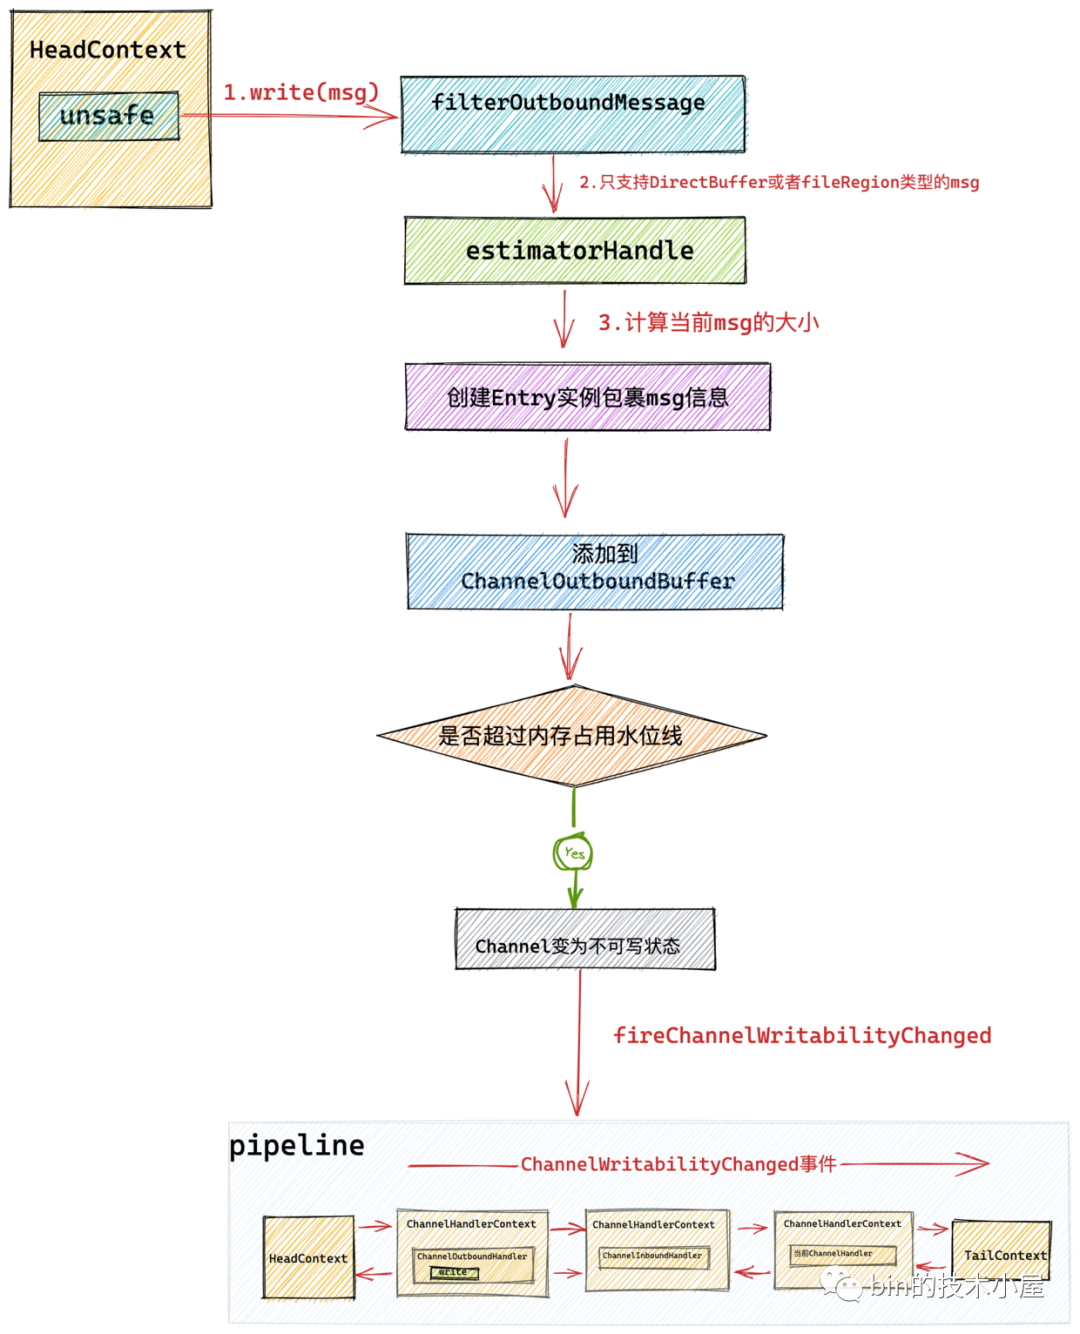 HeadContext
unsafe
1.write(msg)
filterOutboundMessage
2.只支持DirectBuffer或者fileRegion类型的msg
estimatorHandle
3.计算当前msg的大小
创建Entry实例包裹msg信息
添加到
ChannelOutboundBuffer
是否超过内存占用水位线
Yes
Channel变为不可写状态
fireChannelWritabilityChanged
pipeline
ChannelWritabilityChanged事件
HeadContext
ChannelHandlerContext
ChannelOutboundHandler
write
ChannelHandlerContext
ChannelInboundHandler
ChannelHandlerContext
当前ChannelHandler
TailContext
bin的技术小屋